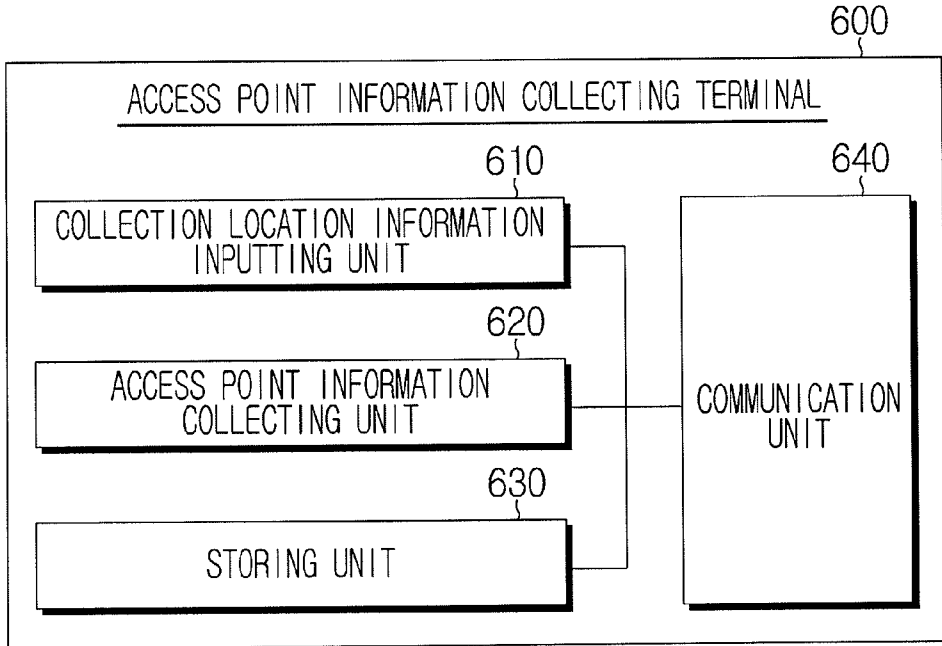 600
ACCESS POINT INFORMATION COLLECTING TERMINAL
610
COLLECTION LOCATION INFORMATION
INPUTTING UNIT
620
ACCESS POINT INFORMATION
COLLECTING UNIT
630
STORING UNIT
640
COMMUNICATION
UNIT